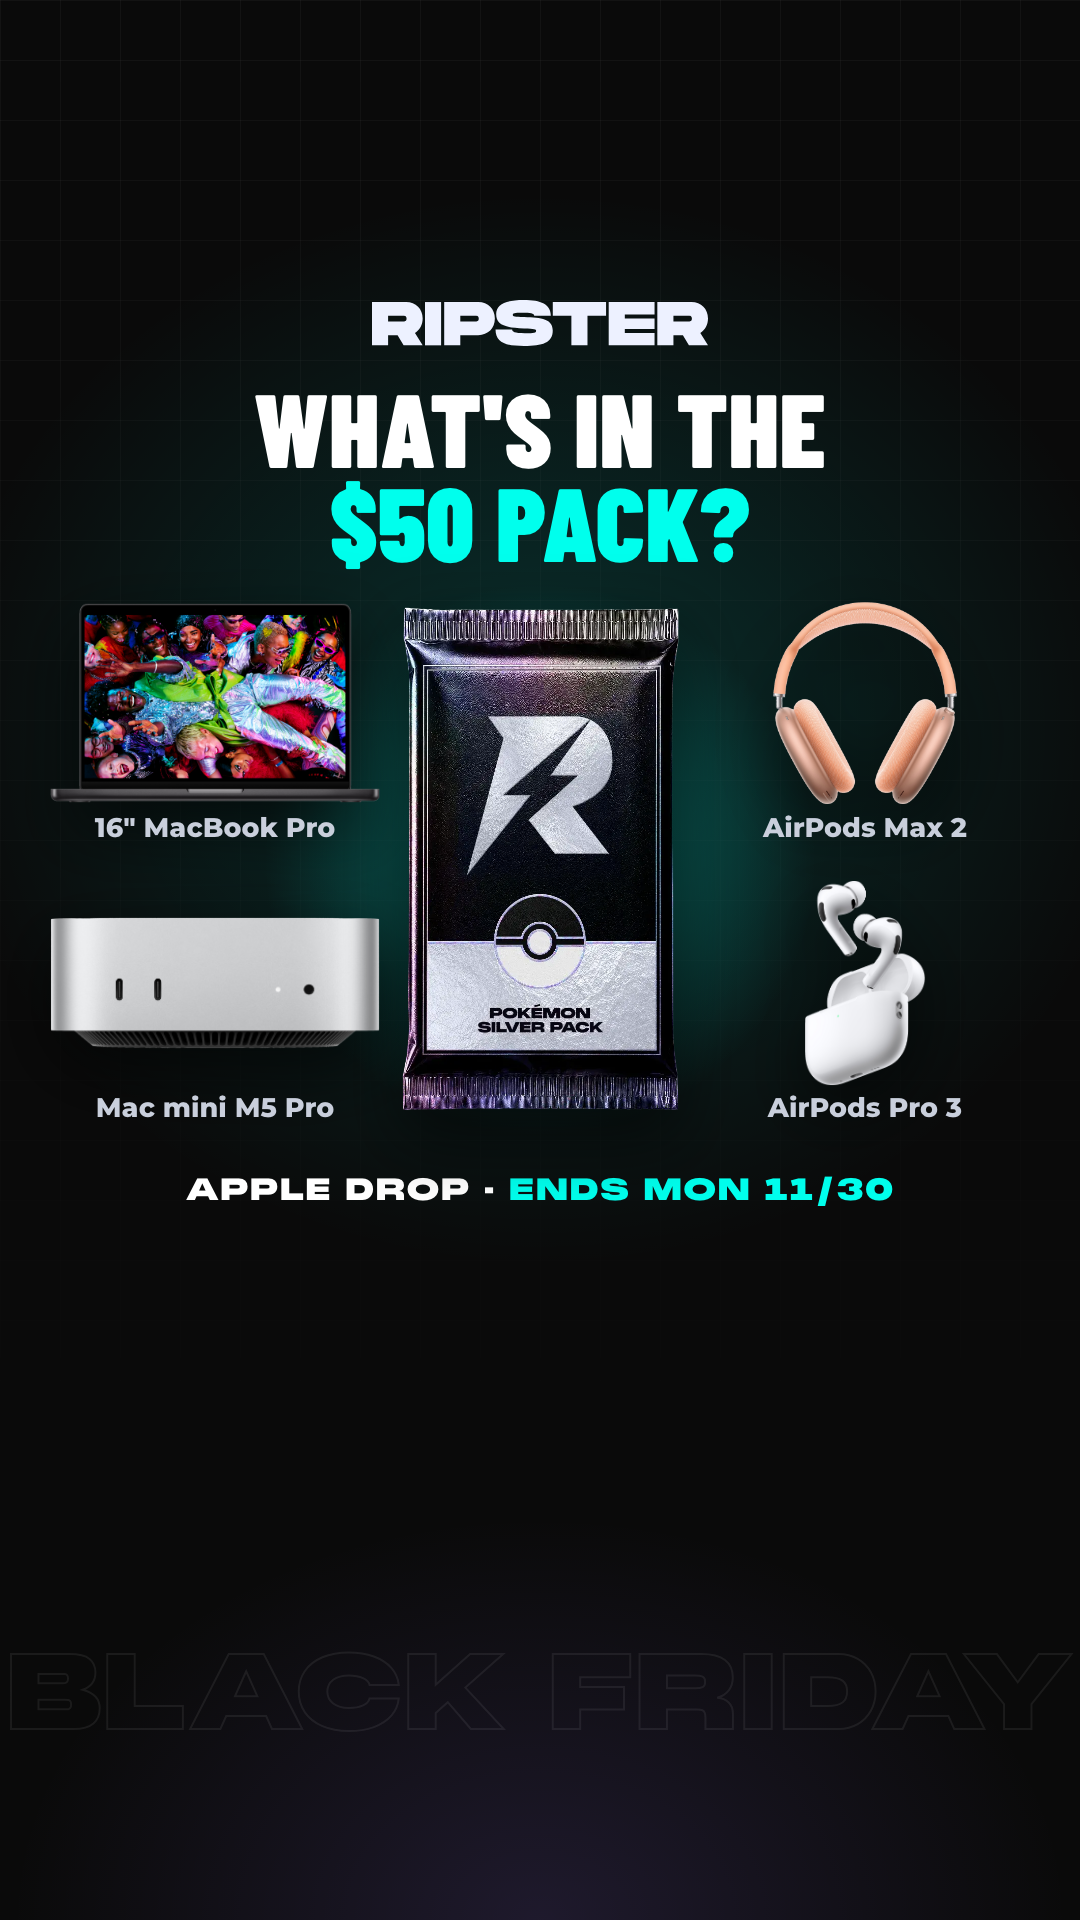 RIPSTER
WHAT'S IN THE
$50 PACK?
16" MacBook Pro
AirPods Max 2
R
POKÉMON
SILVER PACK
Mac mini M5 Pro
AirPods Pro 3
APPLE DROP · ENDS MON 11/30
BLACK FRIDAY